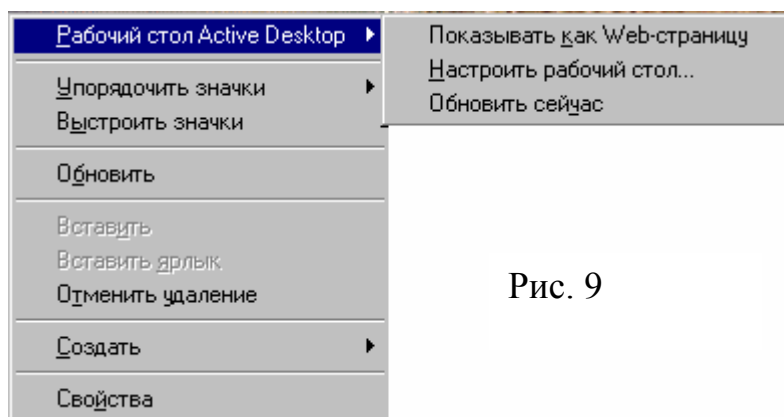 Рабочий стол Active Desktop
Упорядочить значки
Выстроить значки
Обновить
Вставить
Вставить ярлык
Отменить удаление
Создать
Свойства
Показывать как Web-страницу
Настроить рабочий стол...
Обновить сейчас
Рис. 9